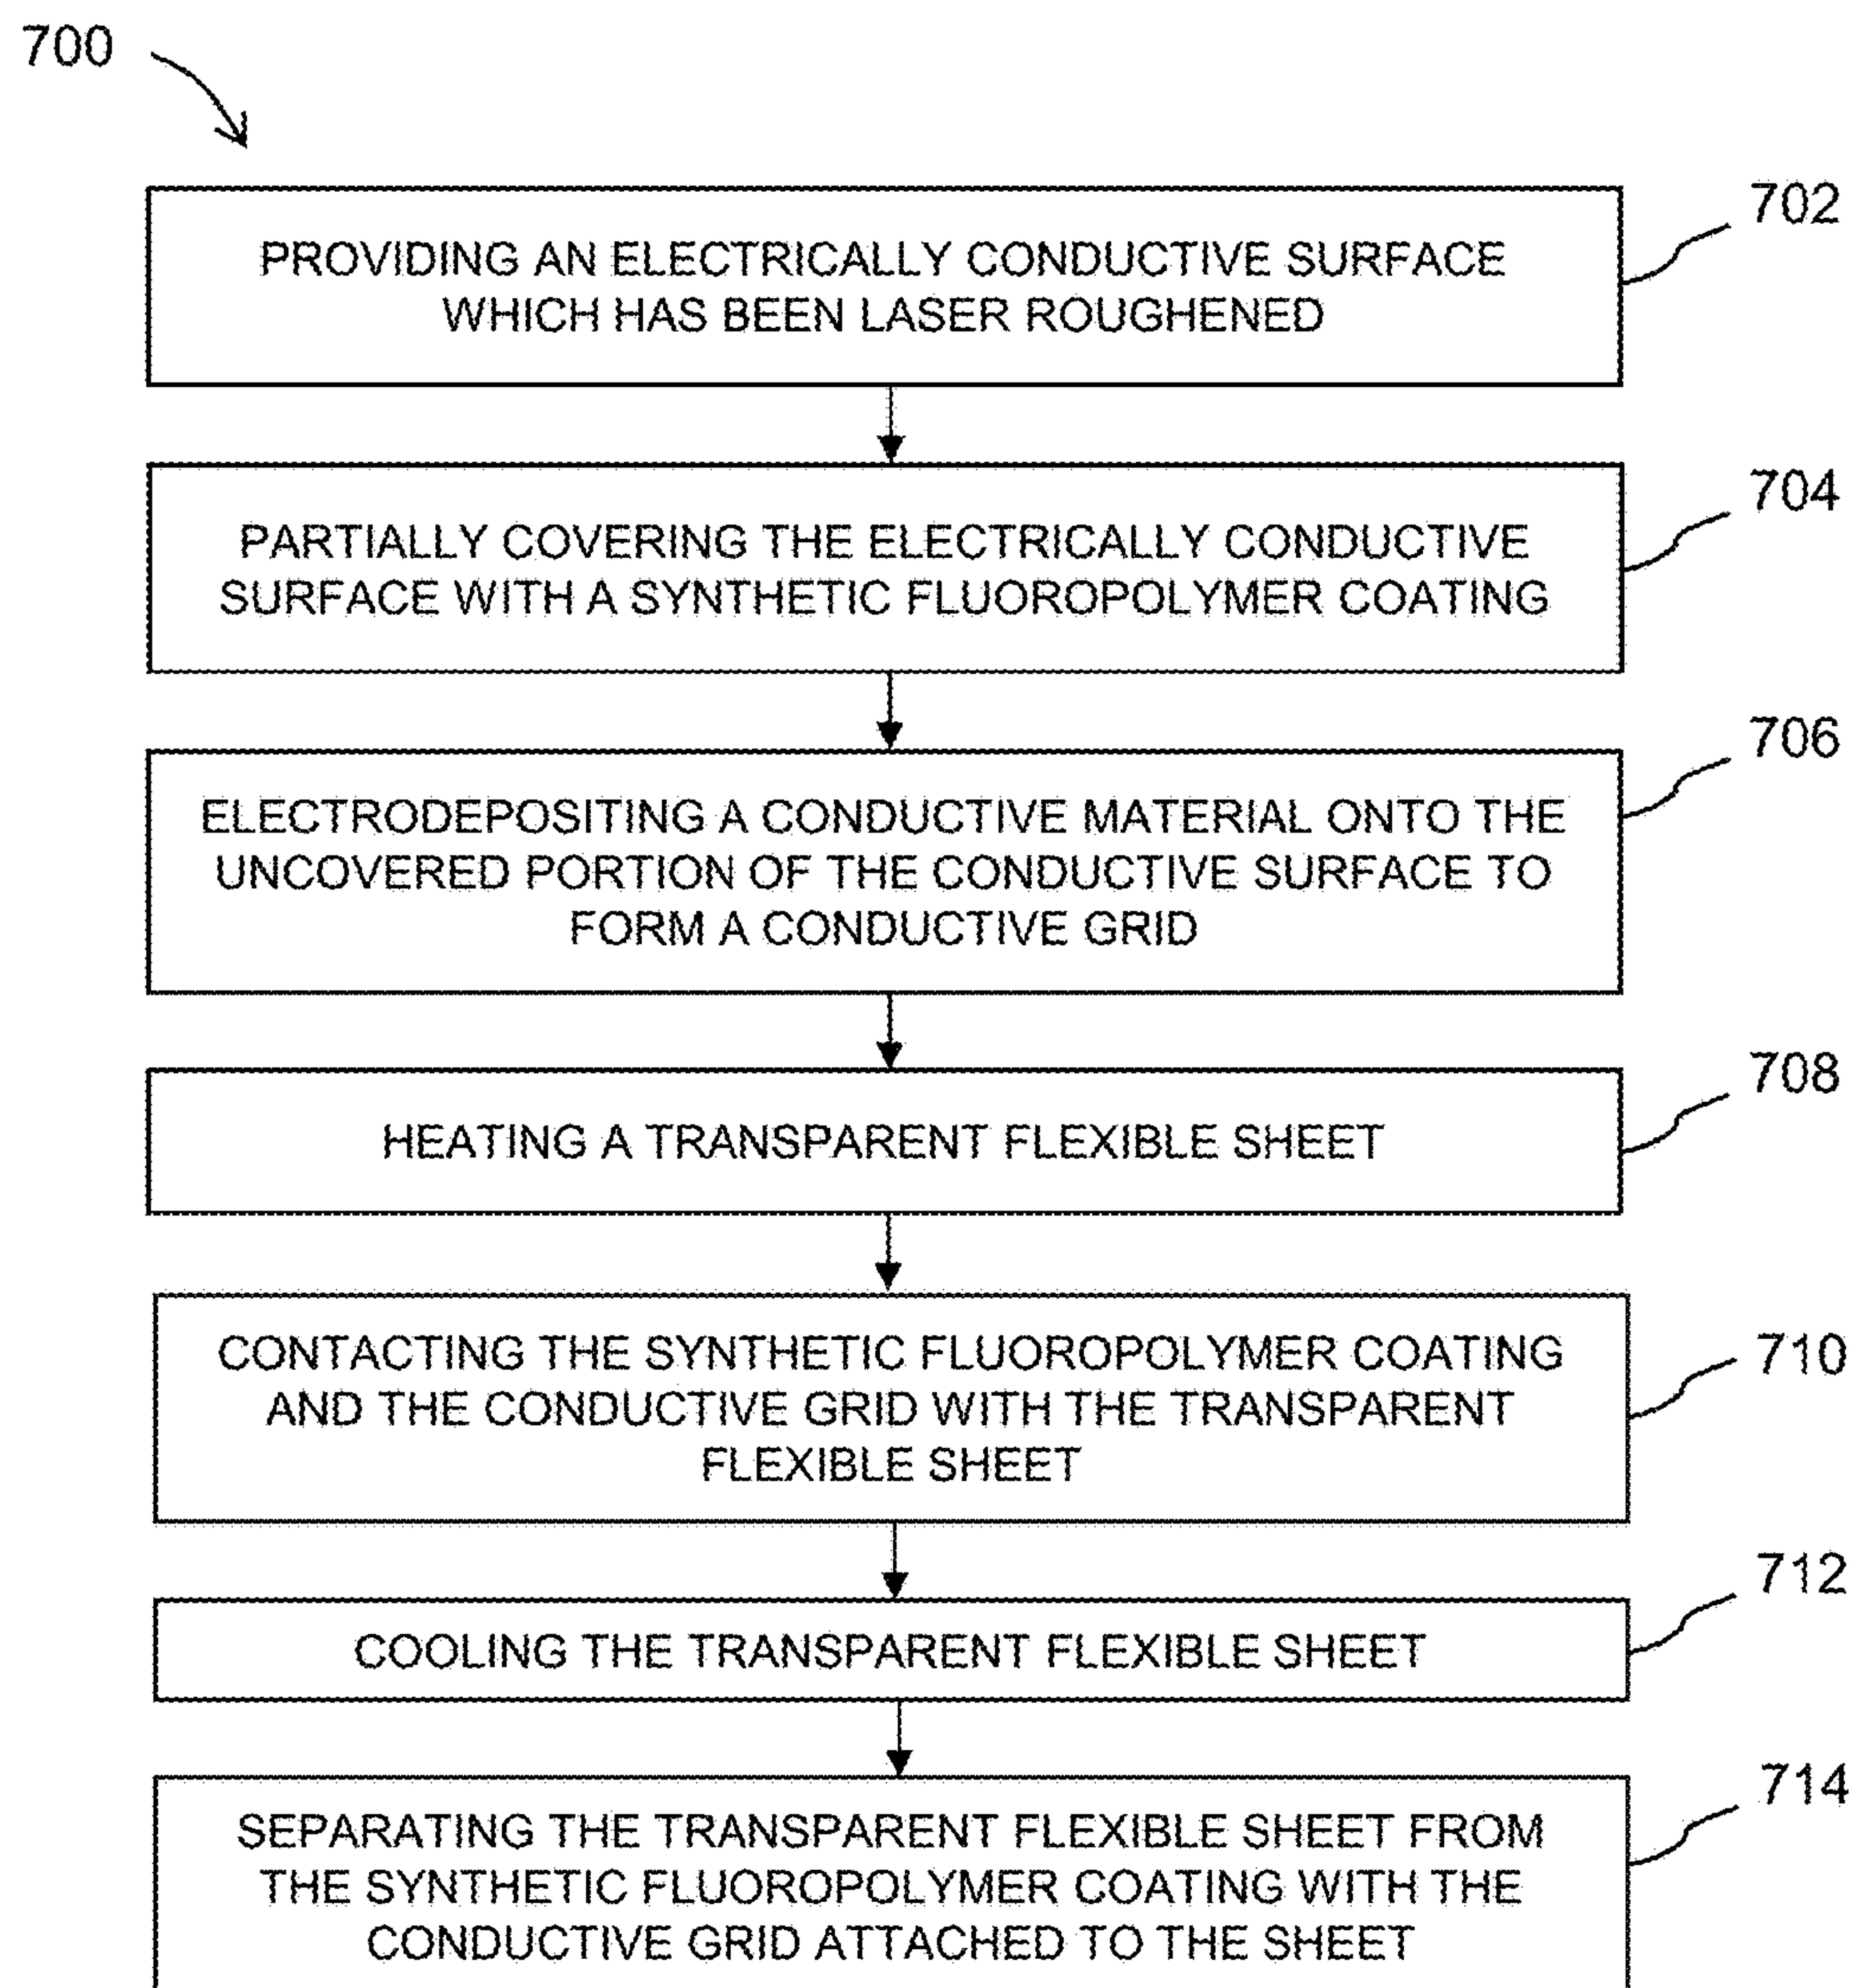 700
702
PROVIDING AN ELECTRICALLY CONDUCTIVE SURFACE
WHICH HAS BEEN LASER ROUGHENED
704
PARTIALLY COVERING THE ELECTRICALLY CONDUCTIVE
SURFACE WITH A SYNTHETIC FLUOROPOLYMER COATING
706
ELECTRODEPOSITING A CONDUCTIVE MATERIAL ONTO THE
UNCOVERED PORTION OF THE CONDUCTIVE SURFACE TO
FORM A CONDUCTIVE GRID
708
HEATING A TRANSPARENT FLEXIBLE SHEET
710
CONTACTING THE SYNTHETIC FLUOROPOLYMER COATING
AND THE CONDUCTIVE GRID WITH THE TRANSPARENT
FLEXIBLE SHEET
712
COOLING THE TRANSPARENT FLEXIBLE SHEET
714
SEPARATING THE TRANSPARENT FLEXIBLE SHEET FROM
THE SYNTHETIC FLUOROPOLYMER COATING WITH THE
CONDUCTIVE GRID ATTACHED TO THE SHEET